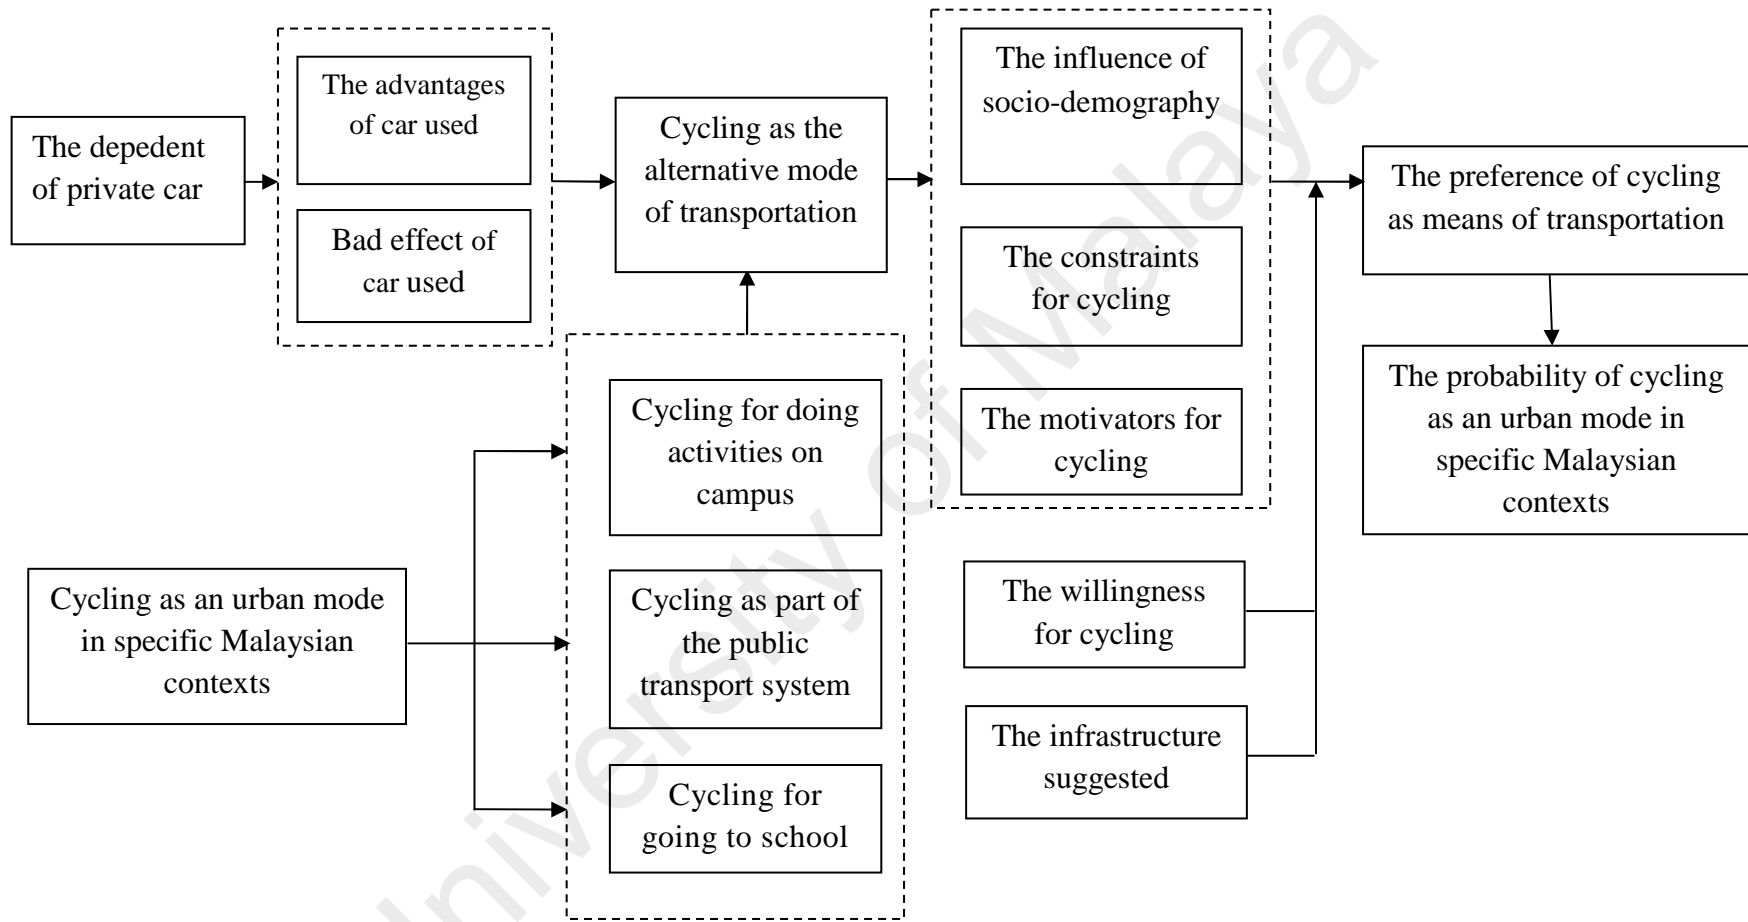 The depedent
of private car
The advantages
of car used
Bad effect of
car used
Cycling as the
alternative mode
of transportation
The influence of
socio-demography
The constraints
for cycling
The motivators for
cycling
The preference of cycling
as means of transportation
The probability of cycling
as an urban mode in
specific Malaysian
contexts
Cycling as an urban mode
in specific Malaysian
contexts
Cycling for doing
activities on
campus
Cycling as part of
the public
transport system
Cycling for
going to school
The willingness
for cycling
The infrastructure
suggested
University of Malaya